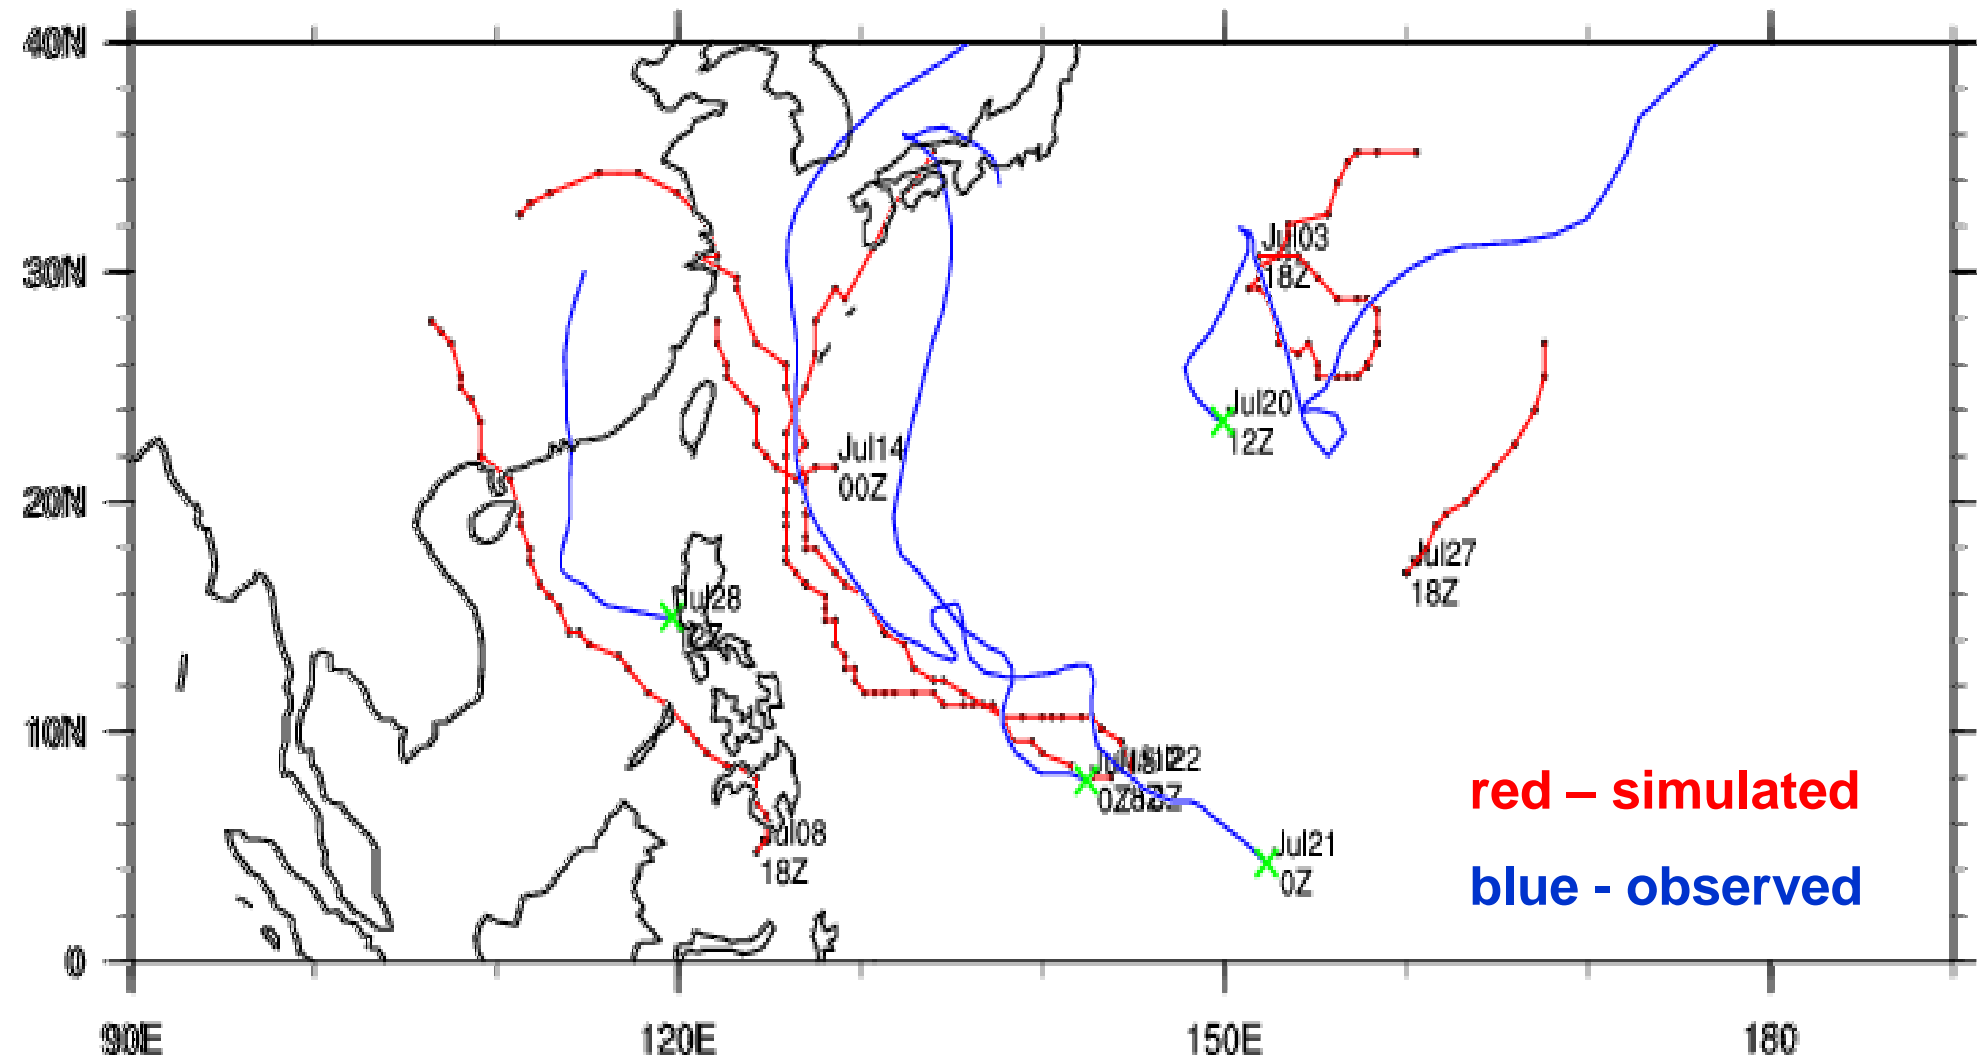 40N
30N
20N
10N
0
90E
120E
150E
180
Jul03
18Z
Jul20
12Z
Jul14
00Z
Jul27
18Z
Jul28
Jul08
18Z
Jul21
0Z
red – simulated
blue - observed